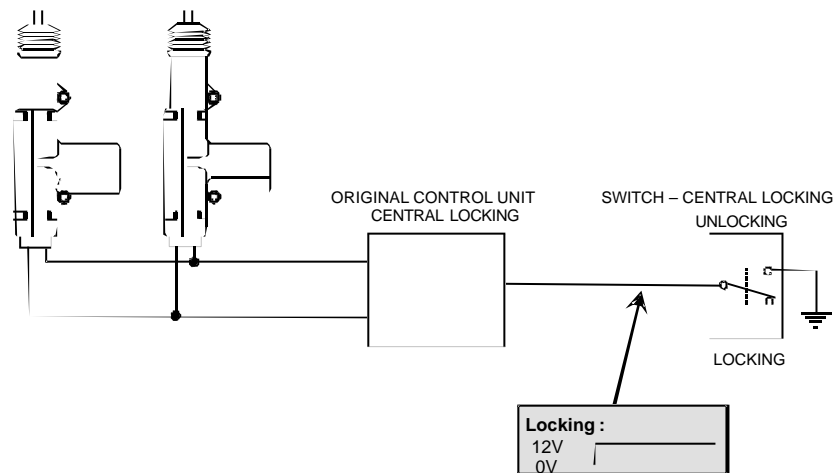 ORIGINAL CONTROL UNIT
CENTRAL LOCKING
SWITCH – CENTRAL LOCKING
UNLOCKING
LOCKING
Locking :
12V
0V